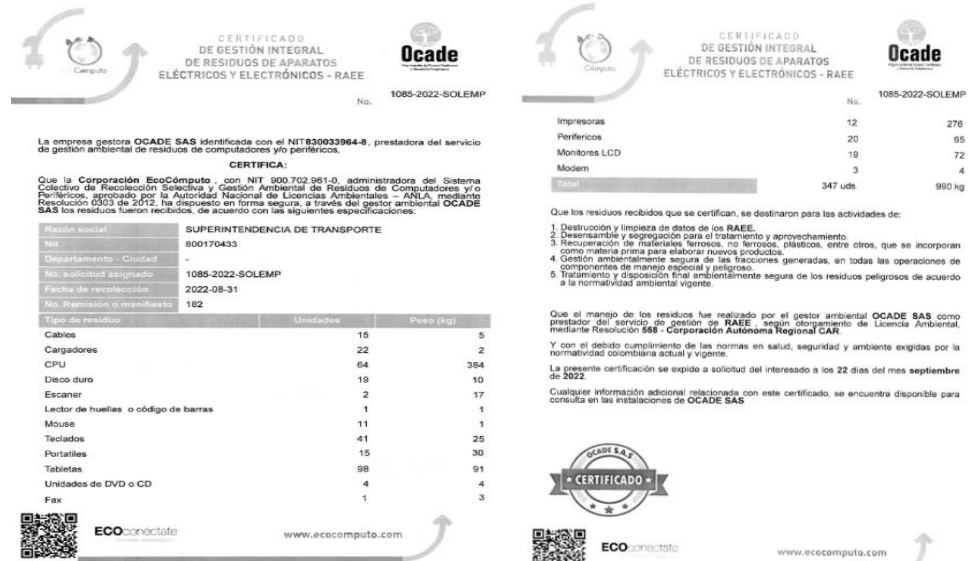 Cómputo
CERTIFICADO
DE GESTIÓN INTEGRAL
DE RESIDUOS DE APARATOS
ELÉCTRICOS Y ELECTRÓNICOS - RAEE
Ocade
No.
1085-2022-SOLEMP
La empresa gestora OCADE SAS identificada con el NIT830033964-8, prestadora del servicio
de gestión ambiental de residuos de computadores y/o periféricos,
CERTIFICA:
Que la Corporación EcoCómputo , con NIT 900.702.961-0, administradora del Sistema
Colectivo de Recolección Selectiva y Gestión Ambiental de Residuos de Computadores y/o
Periféricos, aprobado por la Autoridad Nacional de Licencias Ambientales – ANLA, mediante
Resolución 0303 de 2012, ha dispuesto en forma segura, a través del gestor ambiental OCADE
SAS los residuos fueron recibidos, de acuerdo con las siguientes especificaciones:
Razón social SUPERINTENDENCIA DE TRANSPORTE
Nit 800170433
Departamento - Ciudad -
No. solicitud asignado 1085-2022-SOLEMP
Fecha de recolección 2022-08-31
No. Remisión o manifiesto 182
Tipo de residuo Unidades Peso (kg)
Cables 15 5
Cargadores 22 2
CPU 64 384
Disco duro 19 10
Escaner 2 17
Lector de huellas o código de barras 1 1
Mouse 11 1
Teclados 41 25
Portatiles 15 30
Tabletas 98 91
Unidades de DVD o CD 4 4
Fax 1 3
ECOconectate
www.ecocomputo.com
Cómputo
CERTIFICADO
DE GESTIÓN INTEGRAL
DE RESIDUOS DE APARATOS
ELÉCTRICOS Y ELECTRÓNICOS - RAEE
Ocade
No.
1085-2022-SOLEMP
Impresoras 12 276
Perifericos 20 65
Monitores LCD 19 72
Modem 3 4
Total 347 uds. 990 kg
Que los residuos recibidos que se certifican, se destinaron para las actividades de:
1. Destrucción y limpieza de datos de los RAEE.
2. Desensamble y segregación para el tratamiento y aprovechamiento.
3. Recuperación de materiales ferrosos, no ferrosos, plásticos, entre otros, que se incorporan
como materia prima para elaborar nuevos productos.
4. Gestión ambientalmente segura de las fracciones generadas, en todas las operaciones de
componentes de manejo especial y peligroso.
5. Tratamiento y disposición final ambientalmente segura de los residuos peligrosos de acuerdo
a la normatividad ambiental vigente.
Que el manejo de los residuos fue realizado por el gestor ambiental OCADE SAS como
prestador del servicio de gestión de RAEE , según otorgamiento de Licencia Ambiental,
mediante Resolución 558 - Corporación Autónoma Regional CAR.
Y con el debido cumplimiento de las normas en salud, seguridad y ambiente exigidas por la
normatividad colombiana actual y vigente.
La presente certificación se expide a solicitud del interesado a los 22 días del mes septiembre
de 2022.
Cualquier información adicional relacionada con este certificado, se encuentra disponible para
consulta en las instalaciones de OCADE SAS
OCADE S.A.S
CERTIFICADO
ECOconectate
www.ecocomputo.com